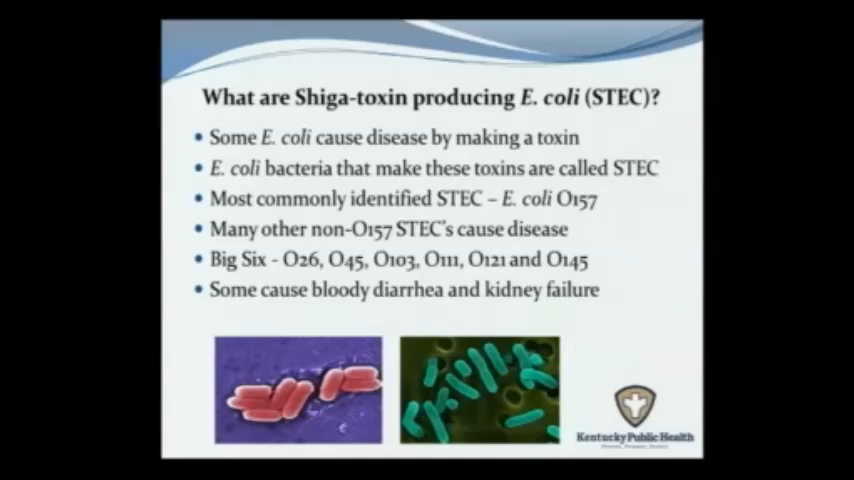 What are Shiga-toxin producing E. coli (STEC)?
• Some E. coli cause disease by making a toxin
• E. coli bacteria that make these toxins are called STEC
• Most commonly identified STEC – E. coli O157
• Many other non-O157 STEC's cause disease
• Big Six - O26, O45, O103, O111, O121 and O145
• Some cause bloody diarrhea and kidney failure
Kentucky Public Health